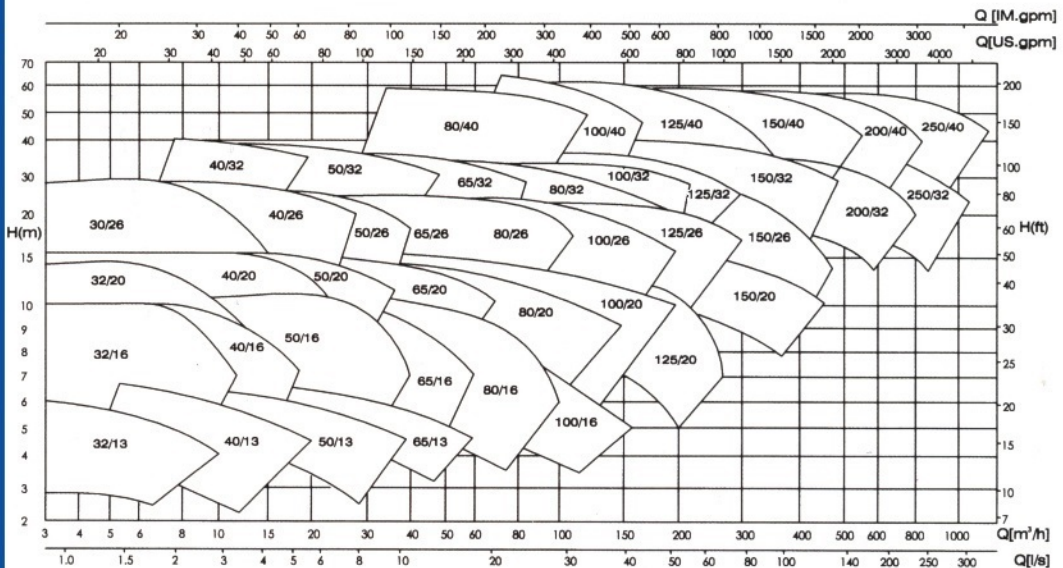 Q [IM.gpm]
20 30 40 50 60 80 100 120 200 300 400 500 600 800 1000 2000 3000
Q[US.gpm]
20 30 40 50 60 80 100 120 200 300 400 600 800 1000 1500 2000 3000 4000
70
60 200
50 150
80/40 100/40 125/40 150/40 200/40 250/40
40 100
40/32 50/32 65/32 80/32 100/32 125/32 150/32 200/32 250/32
30 80
20 60
H(m) H(ft)
30/26 40/26 50/26 65/26 80/26 100/26 125/26 150/26
15 50
40
32/20 40/20 50/20 65/20 80/20 100/20 125/20 150/20
10
9 30
8 25
32/16 40/16 50/16 65/16 80/16 100/16
7
6 20
5 15
32/13 40/13 50/13 65/13
4
3 10
2 7
3 4 5 6 8 10 15 20 30 40 50 60 80 100 150 200 300 400 500 600 800 1000 Q[m³/h]
1.0 1.5 2 3 4 5 6 8 10 20 30 40 50 60 80 100 140 200 250 300 Q[l/s]